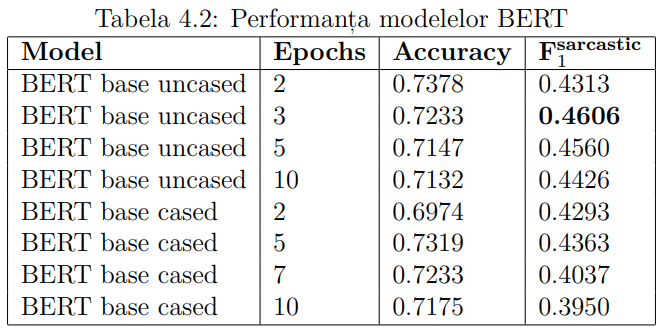 Tabela 4.2: Performanța modelelor BERT
Model Epochs Accuracy F₁^sarcastic
BERT base uncased 2 0.7378 0.4313
BERT base uncased 3 0.7233 0.4606
BERT base uncased 5 0.7147 0.4560
BERT base uncased 10 0.7132 0.4426
BERT base cased 2 0.6974 0.4293
BERT base cased 5 0.7319 0.4363
BERT base cased 7 0.7233 0.4037
BERT base cased 10 0.7175 0.3950